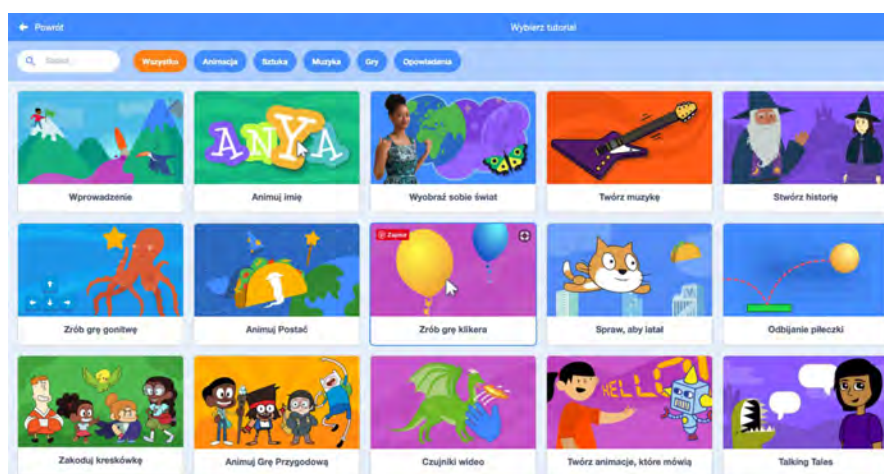 Powrót
Wybierz tutorial
Wszystko
Animacja
Sztuka
Muzyka
Gry
Opowiadania
ANYA
Wprowadzenie
Animuj imię
Wyobraź sobie świat
Twórz muzykę
Stwórz historię
Zapisz
Zrób grę gonitwę
Animuj Postać
Zrób grę klikera
Spraw, aby latał
Odbijanie piłeczki
HELLO!
Zakoduj kreskówkę
Animuj Grę Przygodową
Czujniki wideo
Twórz animacje, które mówią
Talking Tales